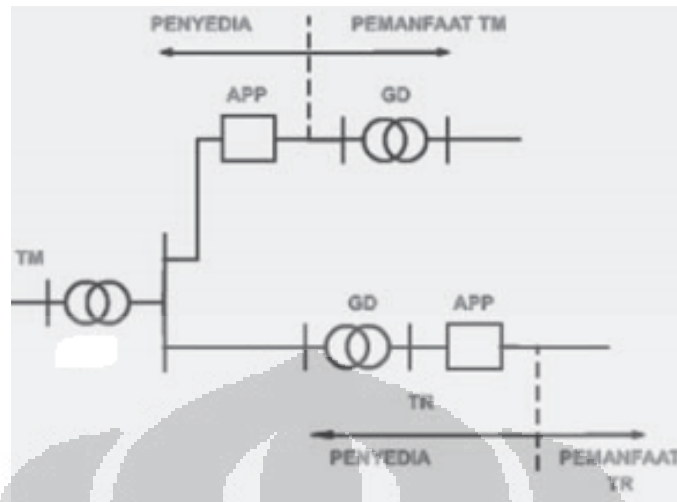 PENYEDIA PEMANFAAT TM
APP GD
TM
GD APP
TR
PENYEDIA PEMANFAAT
TR